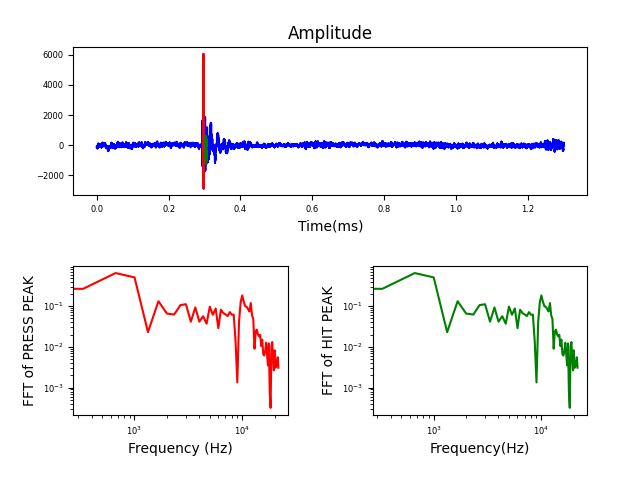 Amplitude
6000
4000
2000
0
−2000
0.0 0.2 0.4 0.6 0.8 1.0 1.2
Time(ms)
FFT of PRESS PEAK
10⁻¹
10⁻²
10⁻³
10³ 10⁴
Frequency (Hz)
FFT of HIT PEAK
10⁻¹
10⁻²
10⁻³
10³ 10⁴
Frequency(Hz)